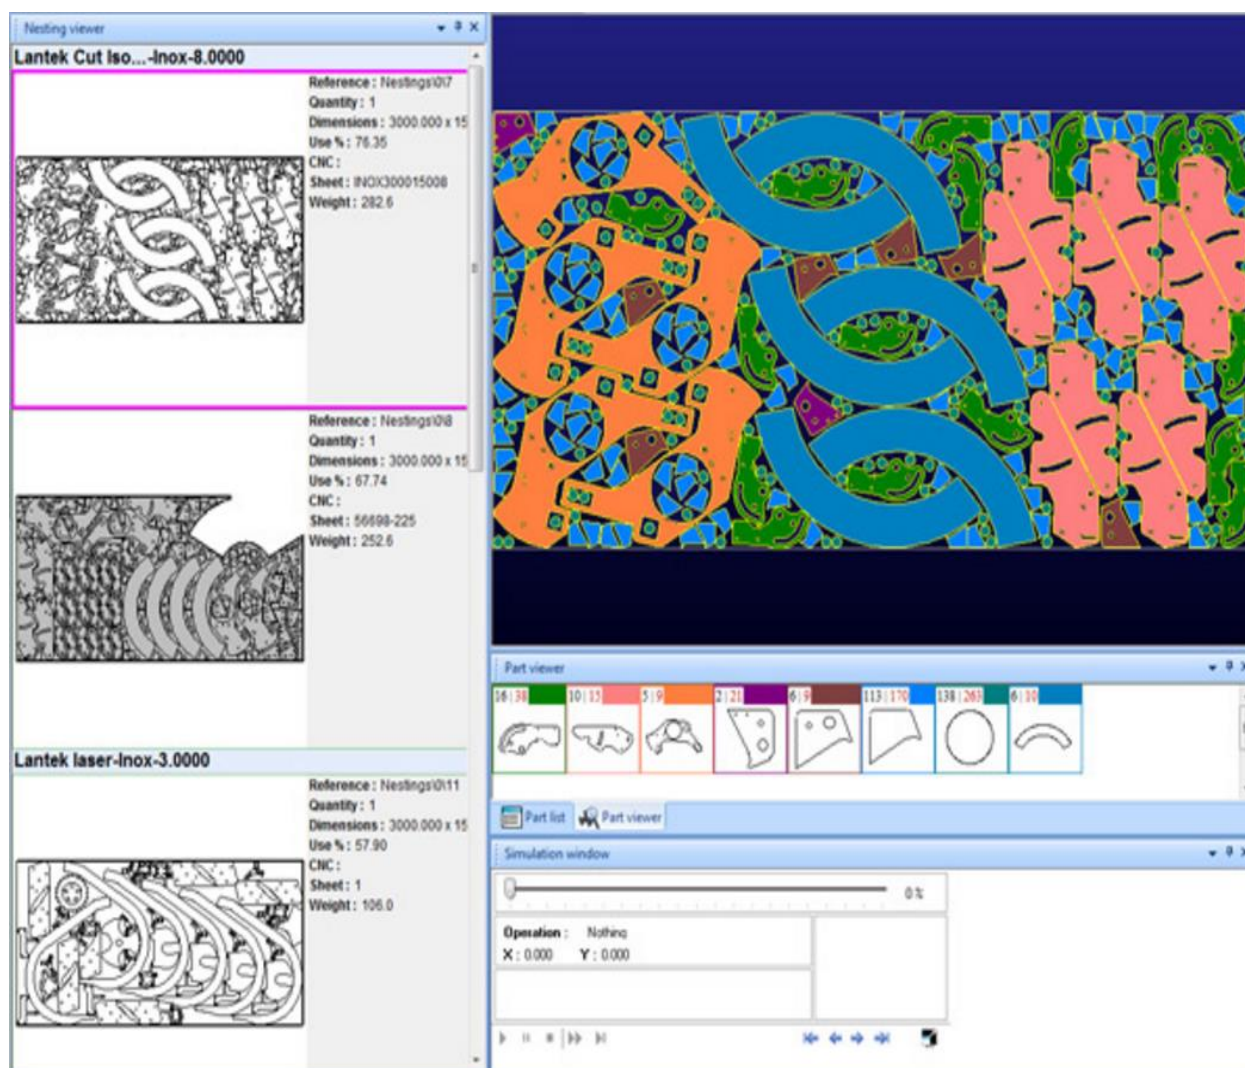 Nesting viewer
Lantek Cut Iso...-Inox-8.0000
Reference : Nestings\0\7
Quantity : 1
Dimensions : 3000.000 x 15
Use % : 76.35
CNC :
Sheet : INOX300015008
Weight : 282.6
Reference : Nestings\0\8
Quantity : 1
Dimensions : 3000.000 x 15
Use % : 67.74
CNC :
Sheet : 56698-225
Weight : 252.6
Lantek laser-Inox-3.0000
Reference : Nestings\0\11
Quantity : 1
Dimensions : 3000.000 x 15
Use % : 57.90
CNC :
Sheet : 1
Weight : 106.0
Part viewer
16|38 10|15 5|9 2|21 6|9 113|170 138|263 6|10
Part list Part viewer
Simulation window
0 %
Operation : Nothing
X : 0.000 Y : 0.000